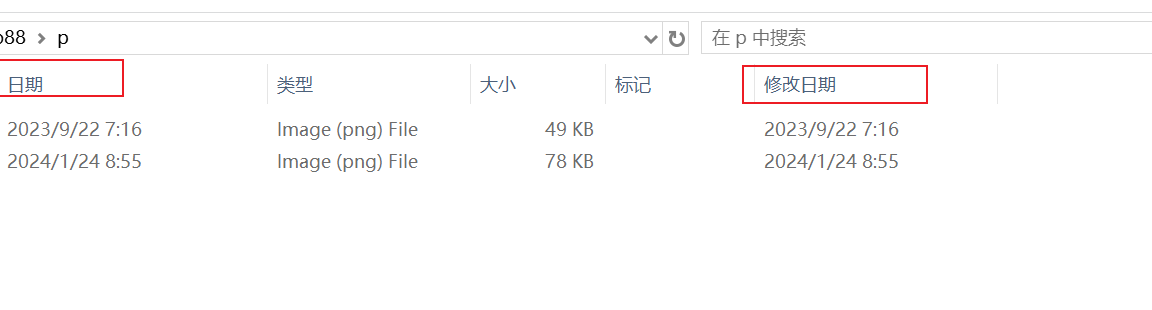 p88 > p 在 p 中搜索
日期 类型 大小 标记 修改日期
2023/9/22 7:16 Image (png) File 49 KB 2023/9/22 7:16
2024/1/24 8:55 Image (png) File 78 KB 2024/1/24 8:55